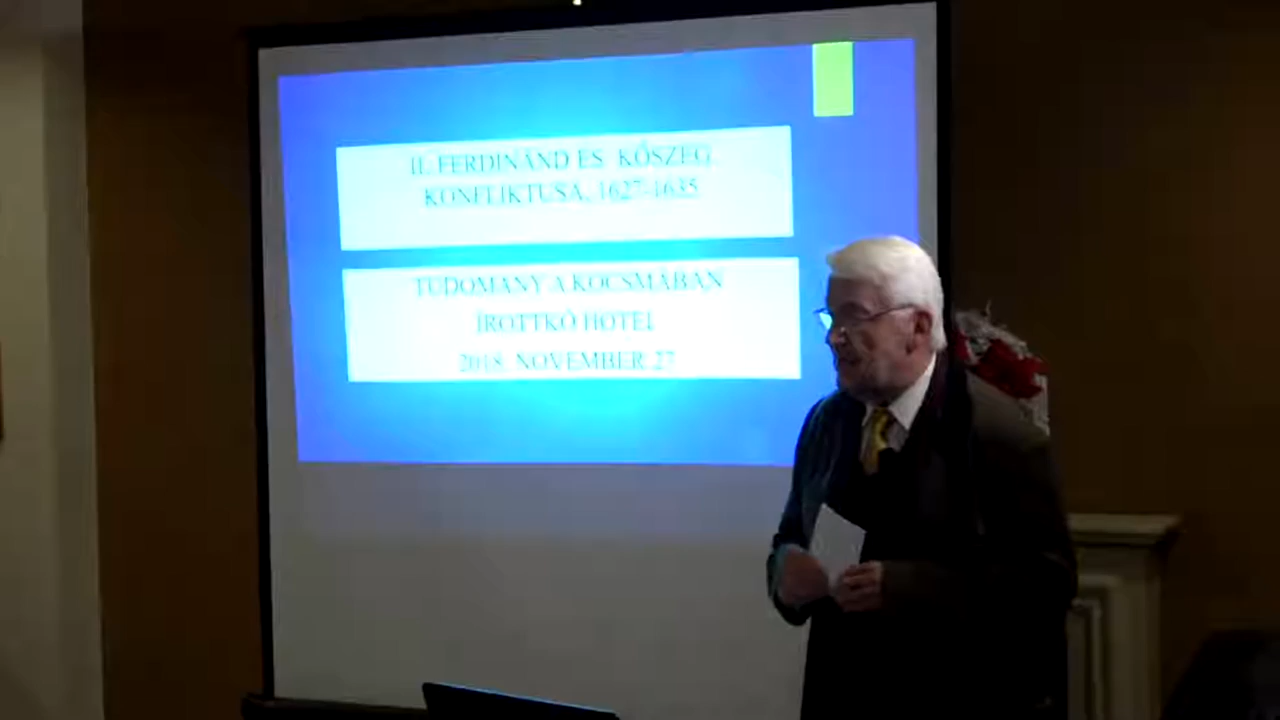 II. FERDINÁND ÉS KŐSZEG
KONFLIKTUSA, 1627-1635
TUDOMÁNY A KOCSMÁBAN
ÍROTTKŐ HOTEL
2018. NOVEMBER 27